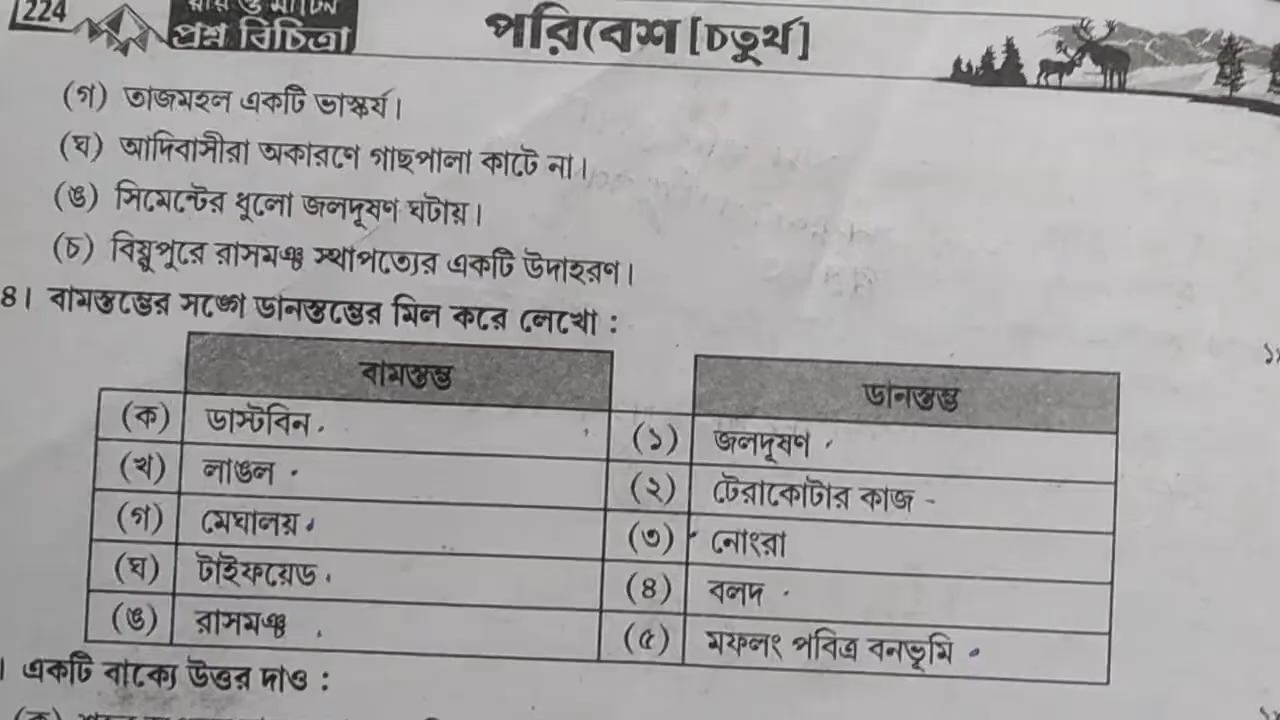 224
রায় ও মার্টিন
প্রশ্ন বিচিত্রা
পরিবেশ [চতুর্থ]
(গ) তাজমহল একটি ভাস্কর্য।
(ঘ) আদিবাসীরা অকারণে গাছপালা কাটে না।
(ঙ) সিমেন্টের ধুলো জলদূষণ ঘটায়।
(চ) বিষ্ণুপুরে রাসমঞ্চ স্থাপত্যের একটি উদাহরণ।
৪। বামস্তম্ভের সঙ্গে ডানস্তম্ভের মিল করে লেখো :
বামস্তম্ভ ডানস্তম্ভ
(ক) ডাস্টবিন (১) জলদূষণ
(খ) লাঙল (২) টেরাকোটার কাজ
(গ) মেঘালয় (৩) নোংরা
(ঘ) টাইফয়েড (৪) বলদ
(ঙ) রাসমঞ্চ (৫) মফলং পবিত্র বনভূমি
। একটি বাক্যে উত্তর দাও :